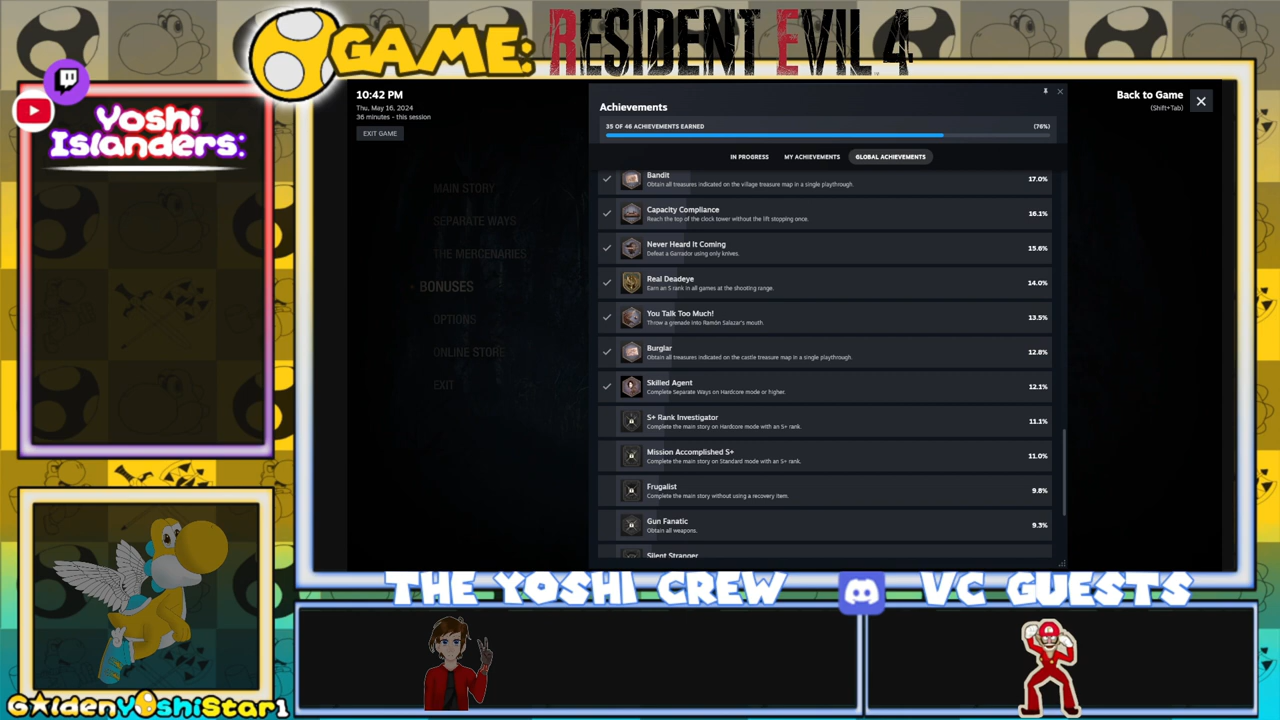 GAME:
RESIDENT EVIL 4
Yoshi
Islanders:
10:42 PM
Thu, May 16, 2024
36 minutes - this session
EXIT GAME
MAIN STORY
SEPARATE WAYS
THE MERCENARIES
BONUSES
OPTIONS
ONLINE STORE
EXIT
Achievements
35 OF 46 ACHIEVEMENTS EARNED
(76%)
IN PROGRESS
MY ACHIEVEMENTS
GLOBAL ACHIEVEMENTS
Bandit
Obtain all treasures indicated on the village treasure map in a single playthrough.
17.0%
Capacity Compliance
Reach the top of the clock tower without the lift stopping once.
16.1%
Never Heard It Coming
Defeat a Garrador using only knives.
15.6%
Real Deadeye
Earn an S rank in all games at the shooting range.
14.0%
You Talk Too Much!
Throw a grenade into Ramón Salazar's mouth.
13.5%
Burglar
Obtain all treasures indicated on the castle treasure map in a single playthrough.
12.8%
Skilled Agent
Complete Separate Ways on Hardcore mode or higher.
12.1%
S+ Rank Investigator
Complete the main story on Hardcore mode with an S+ rank.
11.1%
Mission Accomplished S+
Complete the main story on Standard mode with an S+ rank.
11.0%
Frugalist
Complete the main story without using a recovery item.
9.8%
Gun Fanatic
Obtain all weapons.
9.3%
Silent Stranger
Back to Game
(Shift+Tab)
THE YOSHI CREW
VC GUESTS
GoldenYoshiStar1